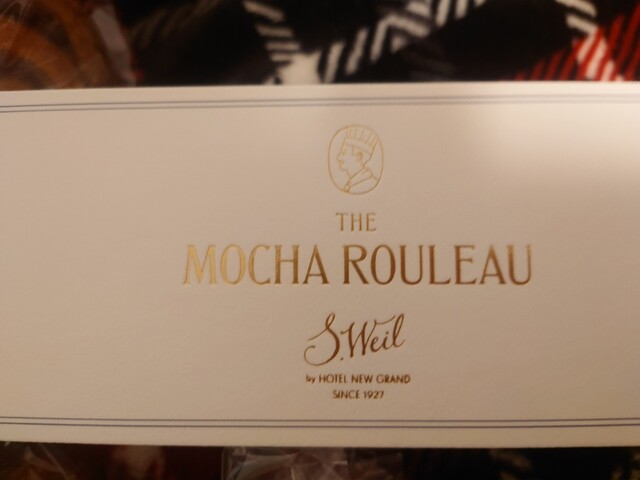 THE
MOCHA ROULEAU
S.Weil
by HOTEL NEW GRAND
SINCE 1927